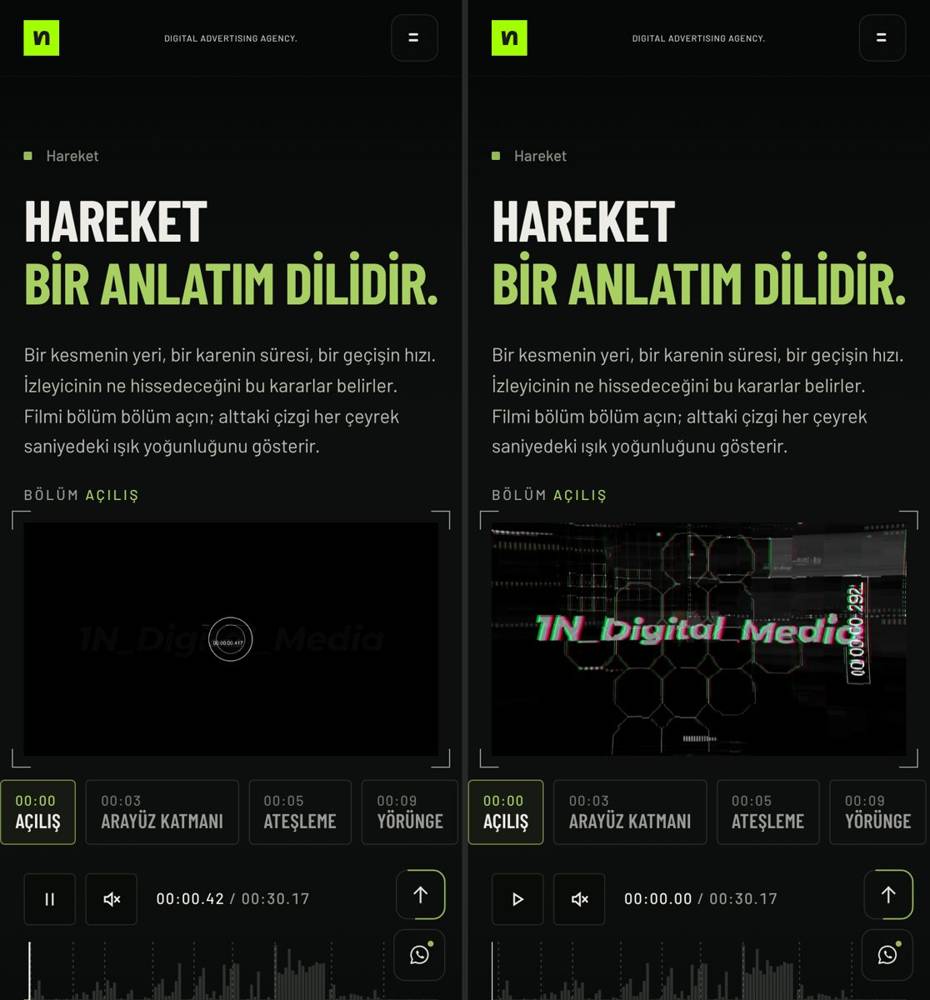 n
DIGITAL ADVERTISING AGENCY.
Hareket
HAREKET
BİR ANLATIM DİLİDİR.
Bir kesmenin yeri, bir karenin süresi, bir geçişin hızı.
İzleyicinin ne hissedeceğini bu kararlar belirler.
Filmi bölüm bölüm açın; alttaki çizgi her çeyrek
saniyedeki ışık yoğunluğunu gösterir.
BÖLÜM AÇILIŞ
1N_Digital_Media
00:00:00.417
00:00 00:03 00:05 00:09
AÇILIŞ ARAYÜZ KATMANI ATEŞLEME YÖRÜNGE
00:00.42 / 00:30.17
n
DIGITAL ADVERTISING AGENCY.
Hareket
HAREKET
BİR ANLATIM DİLİDİR.
Bir kesmenin yeri, bir karenin süresi, bir geçişin hızı.
İzleyicinin ne hissedeceğini bu kararlar belirler.
Filmi bölüm bölüm açın; alttaki çizgi her çeyrek
saniyedeki ışık yoğunluğunu gösterir.
BÖLÜM AÇILIŞ
1N_Digital_Media
00:00:00:292
00:00 00:03 00:05 00:09
AÇILIŞ ARAYÜZ KATMANI ATEŞLEME YÖRÜNGE
00:00.00 / 00:30.17